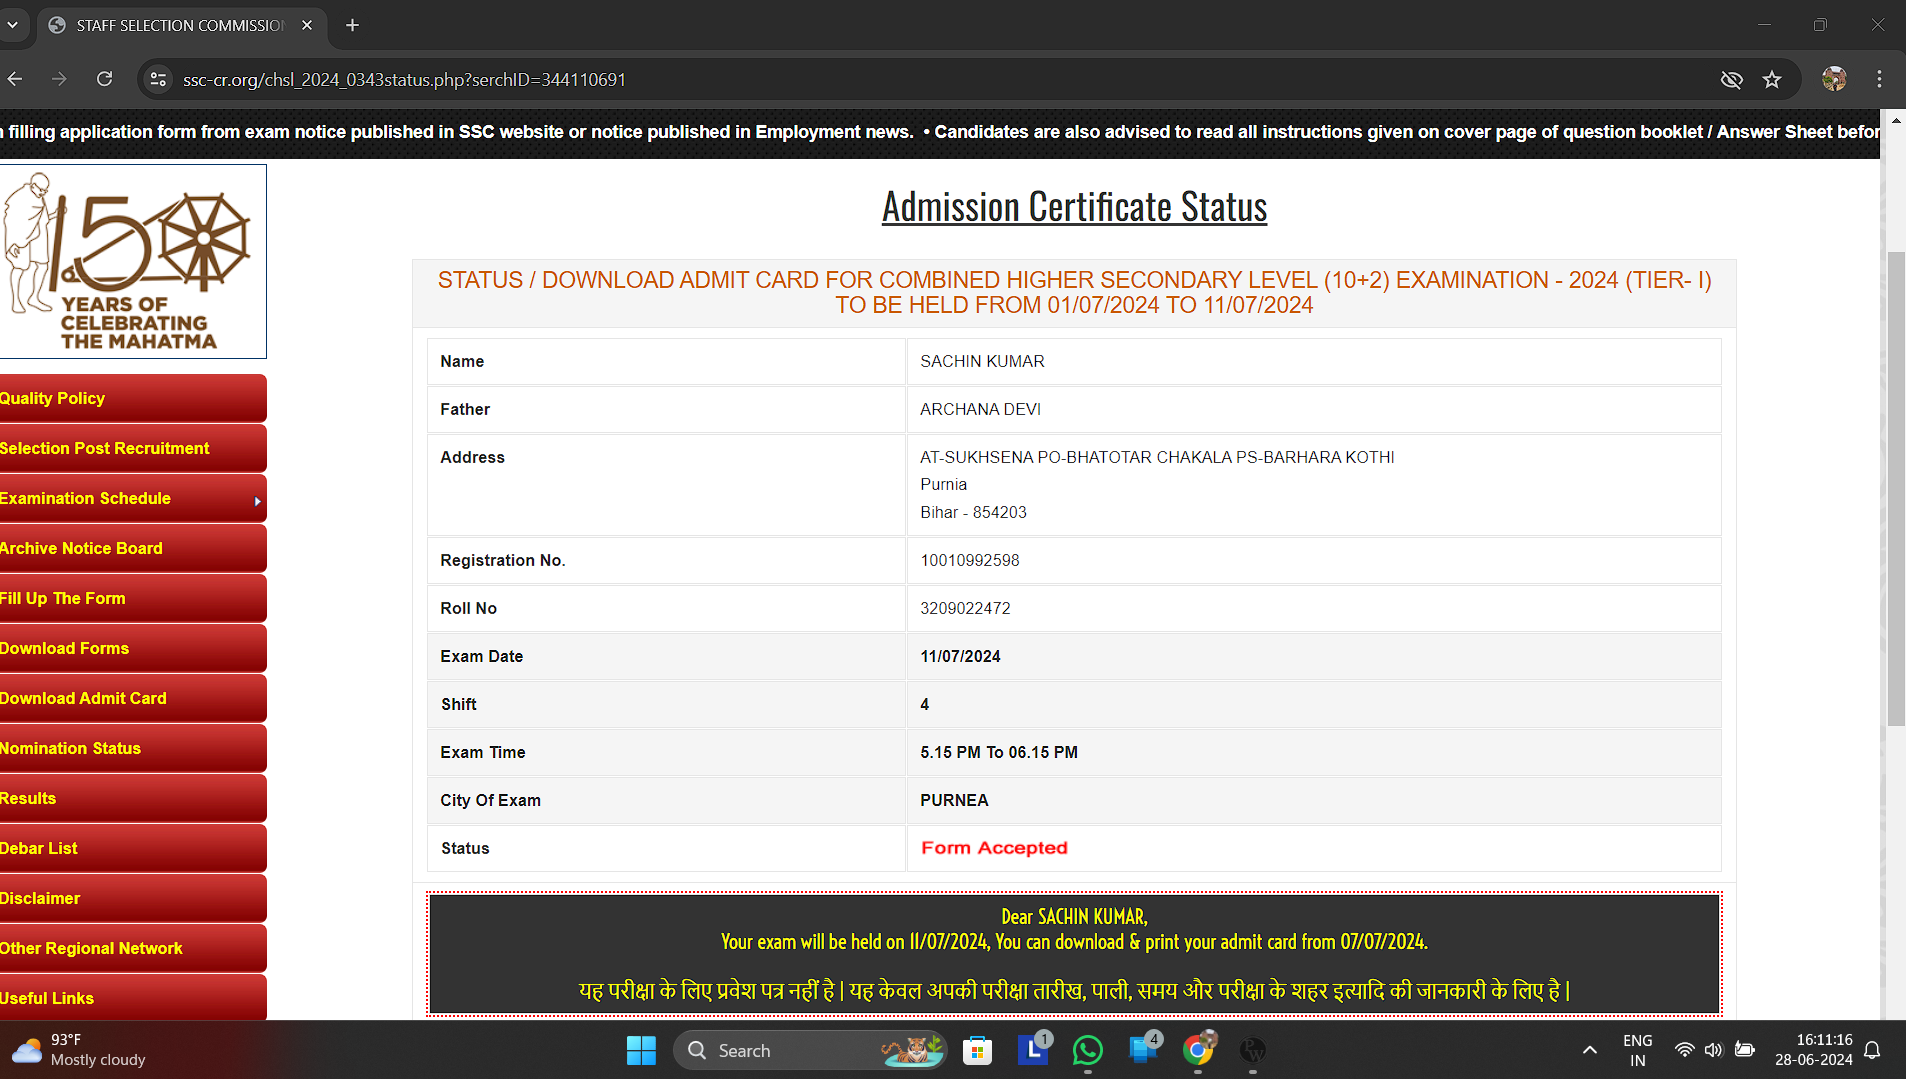 STAFF SELECTION COMMISSION
ssc-cr.org/chsl_2024_0343status.php?serchID=344110691
filling application form from exam notice published in SSC website or notice published in Employment news. • Candidates are also advised to read all instructions given on cover page of question booklet / Answer Sheet befor
150
YEARS OF
CELEBRATING
THE MAHATMA
Quality Policy
Selection Post Recruitment
Examination Schedule
Archive Notice Board
Fill Up The Form
Download Forms
Download Admit Card
Nomination Status
Results
Debar List
Disclaimer
Other Regional Network
Useful Links
Admission Certificate Status
STATUS / DOWNLOAD ADMIT CARD FOR COMBINED HIGHER SECONDARY LEVEL (10+2) EXAMINATION - 2024 (TIER- I)
TO BE HELD FROM 01/07/2024 TO 11/07/2024
Name SACHIN KUMAR
Father ARCHANA DEVI
Address AT-SUKHSENA PO-BHATOTAR CHAKALA PS-BARHARA KOTHI
Purnia
Bihar - 854203
Registration No. 10010992598
Roll No 3209022472
Exam Date 11/07/2024
Shift 4
Exam Time 5.15 PM To 06.15 PM
City Of Exam PURNEA
Status Form Accepted
Dear SACHIN KUMAR,
Your exam will be held on 11/07/2024, You can download & print your admit card from 07/07/2024.
यह परीक्षा के लिए प्रवेश पत्र नहीं है | यह केवल अपकी परीक्षा तारीख, पाली, समय और परीक्षा के शहर इत्यादि की जानकारी के लिए है |
93°F
Mostly cloudy
Search
L 1
4
ENG
IN
16:11:16
28-06-2024